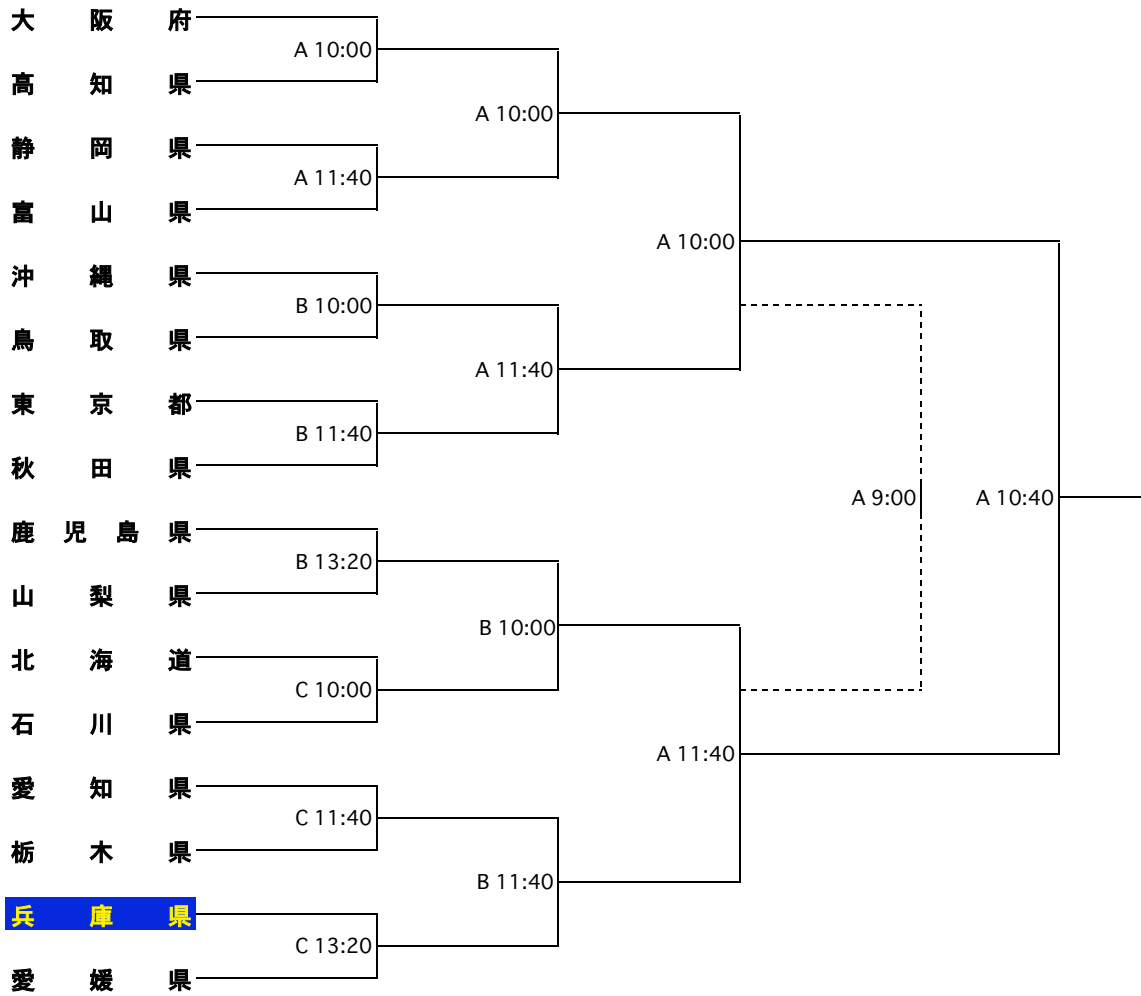 大阪府
A 10:00
高知県
A 10:00
静岡県
A 11:40
富山県
A 10:00
沖縄県
B 10:00
鳥取県
A 11:40
東京都
B 11:40
秋田県
A 9:00
A 10:40
鹿児島県
B 13:20
山梨県
B 10:00
北海道
C 10:00
石川県
A 11:40
愛知県
C 11:40
栃木県
B 11:40
兵庫県
C 13:20
愛媛県